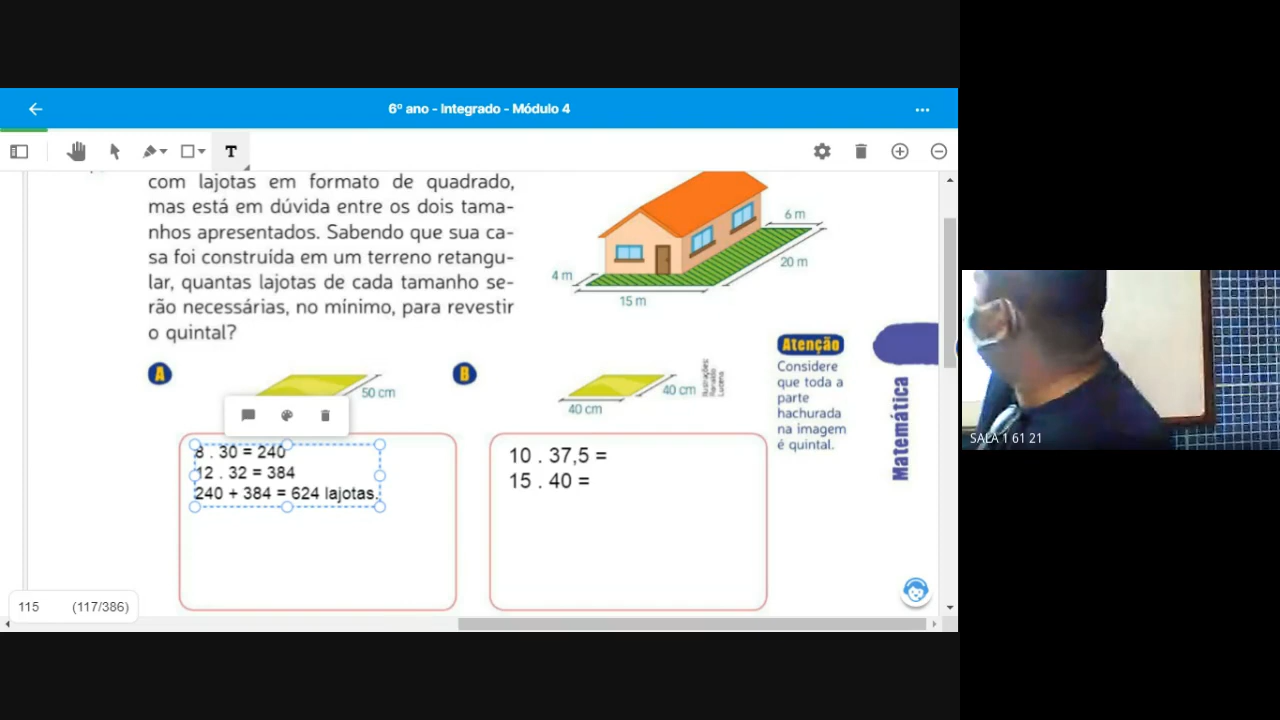 6º ano - Integrado - Módulo 4
T
com lajotas em formato de quadrado,
mas está em dúvida entre os dois tama-
nhos apresentados. Sabendo que sua ca-
sa foi construída em um terreno retangu-
lar, quantas lajotas de cada tamanho se-
rão necessárias, no mínimo, para revestir
o quintal?
6 m
20 m
4 m
15 m
A
50 cm
B
40 cm
40 cm
Ilustrações:
Reinaldo
Lucena
Atenção
Considere
que toda a
parte
hachurada
na imagem
é quintal.
Matemática
8 . 30 = 240
12 . 32 = 384
240 + 384 = 624 lajotas.
10 . 37,5 =
15 . 40 =
115 (117/386)
SALA 1 61 21